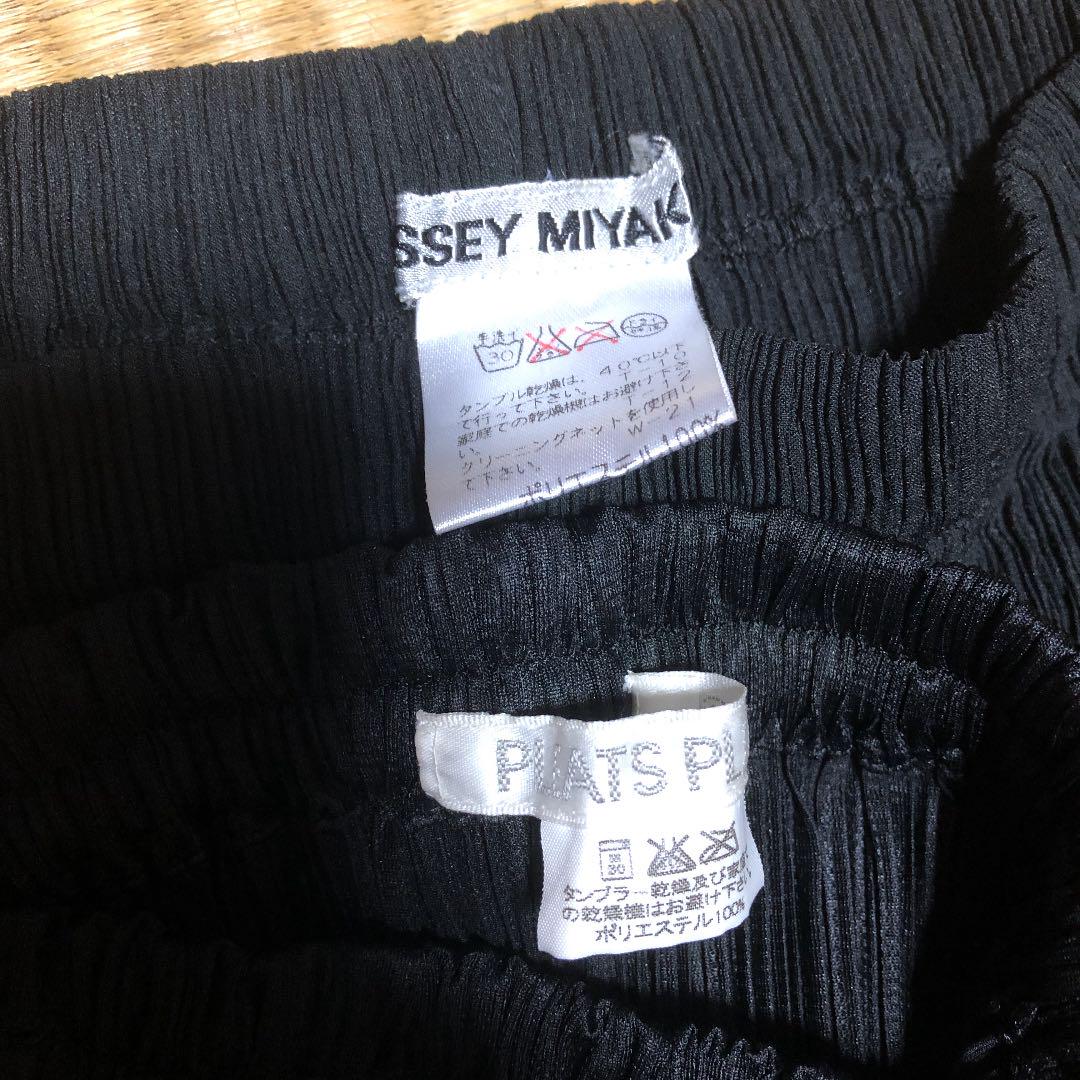 SSEY MIYAK
手洗イ
30
タンブル乾燥は、40℃以下
で行って下さい。
家庭での乾燥機はお避け下さ
い。
クリーニングネットを使用し
て下さい。
ポリエステル100%
PLEATS PL
30
タンブラー乾燥及び家庭
の乾燥機はお避け下さい
ポリエステル100%